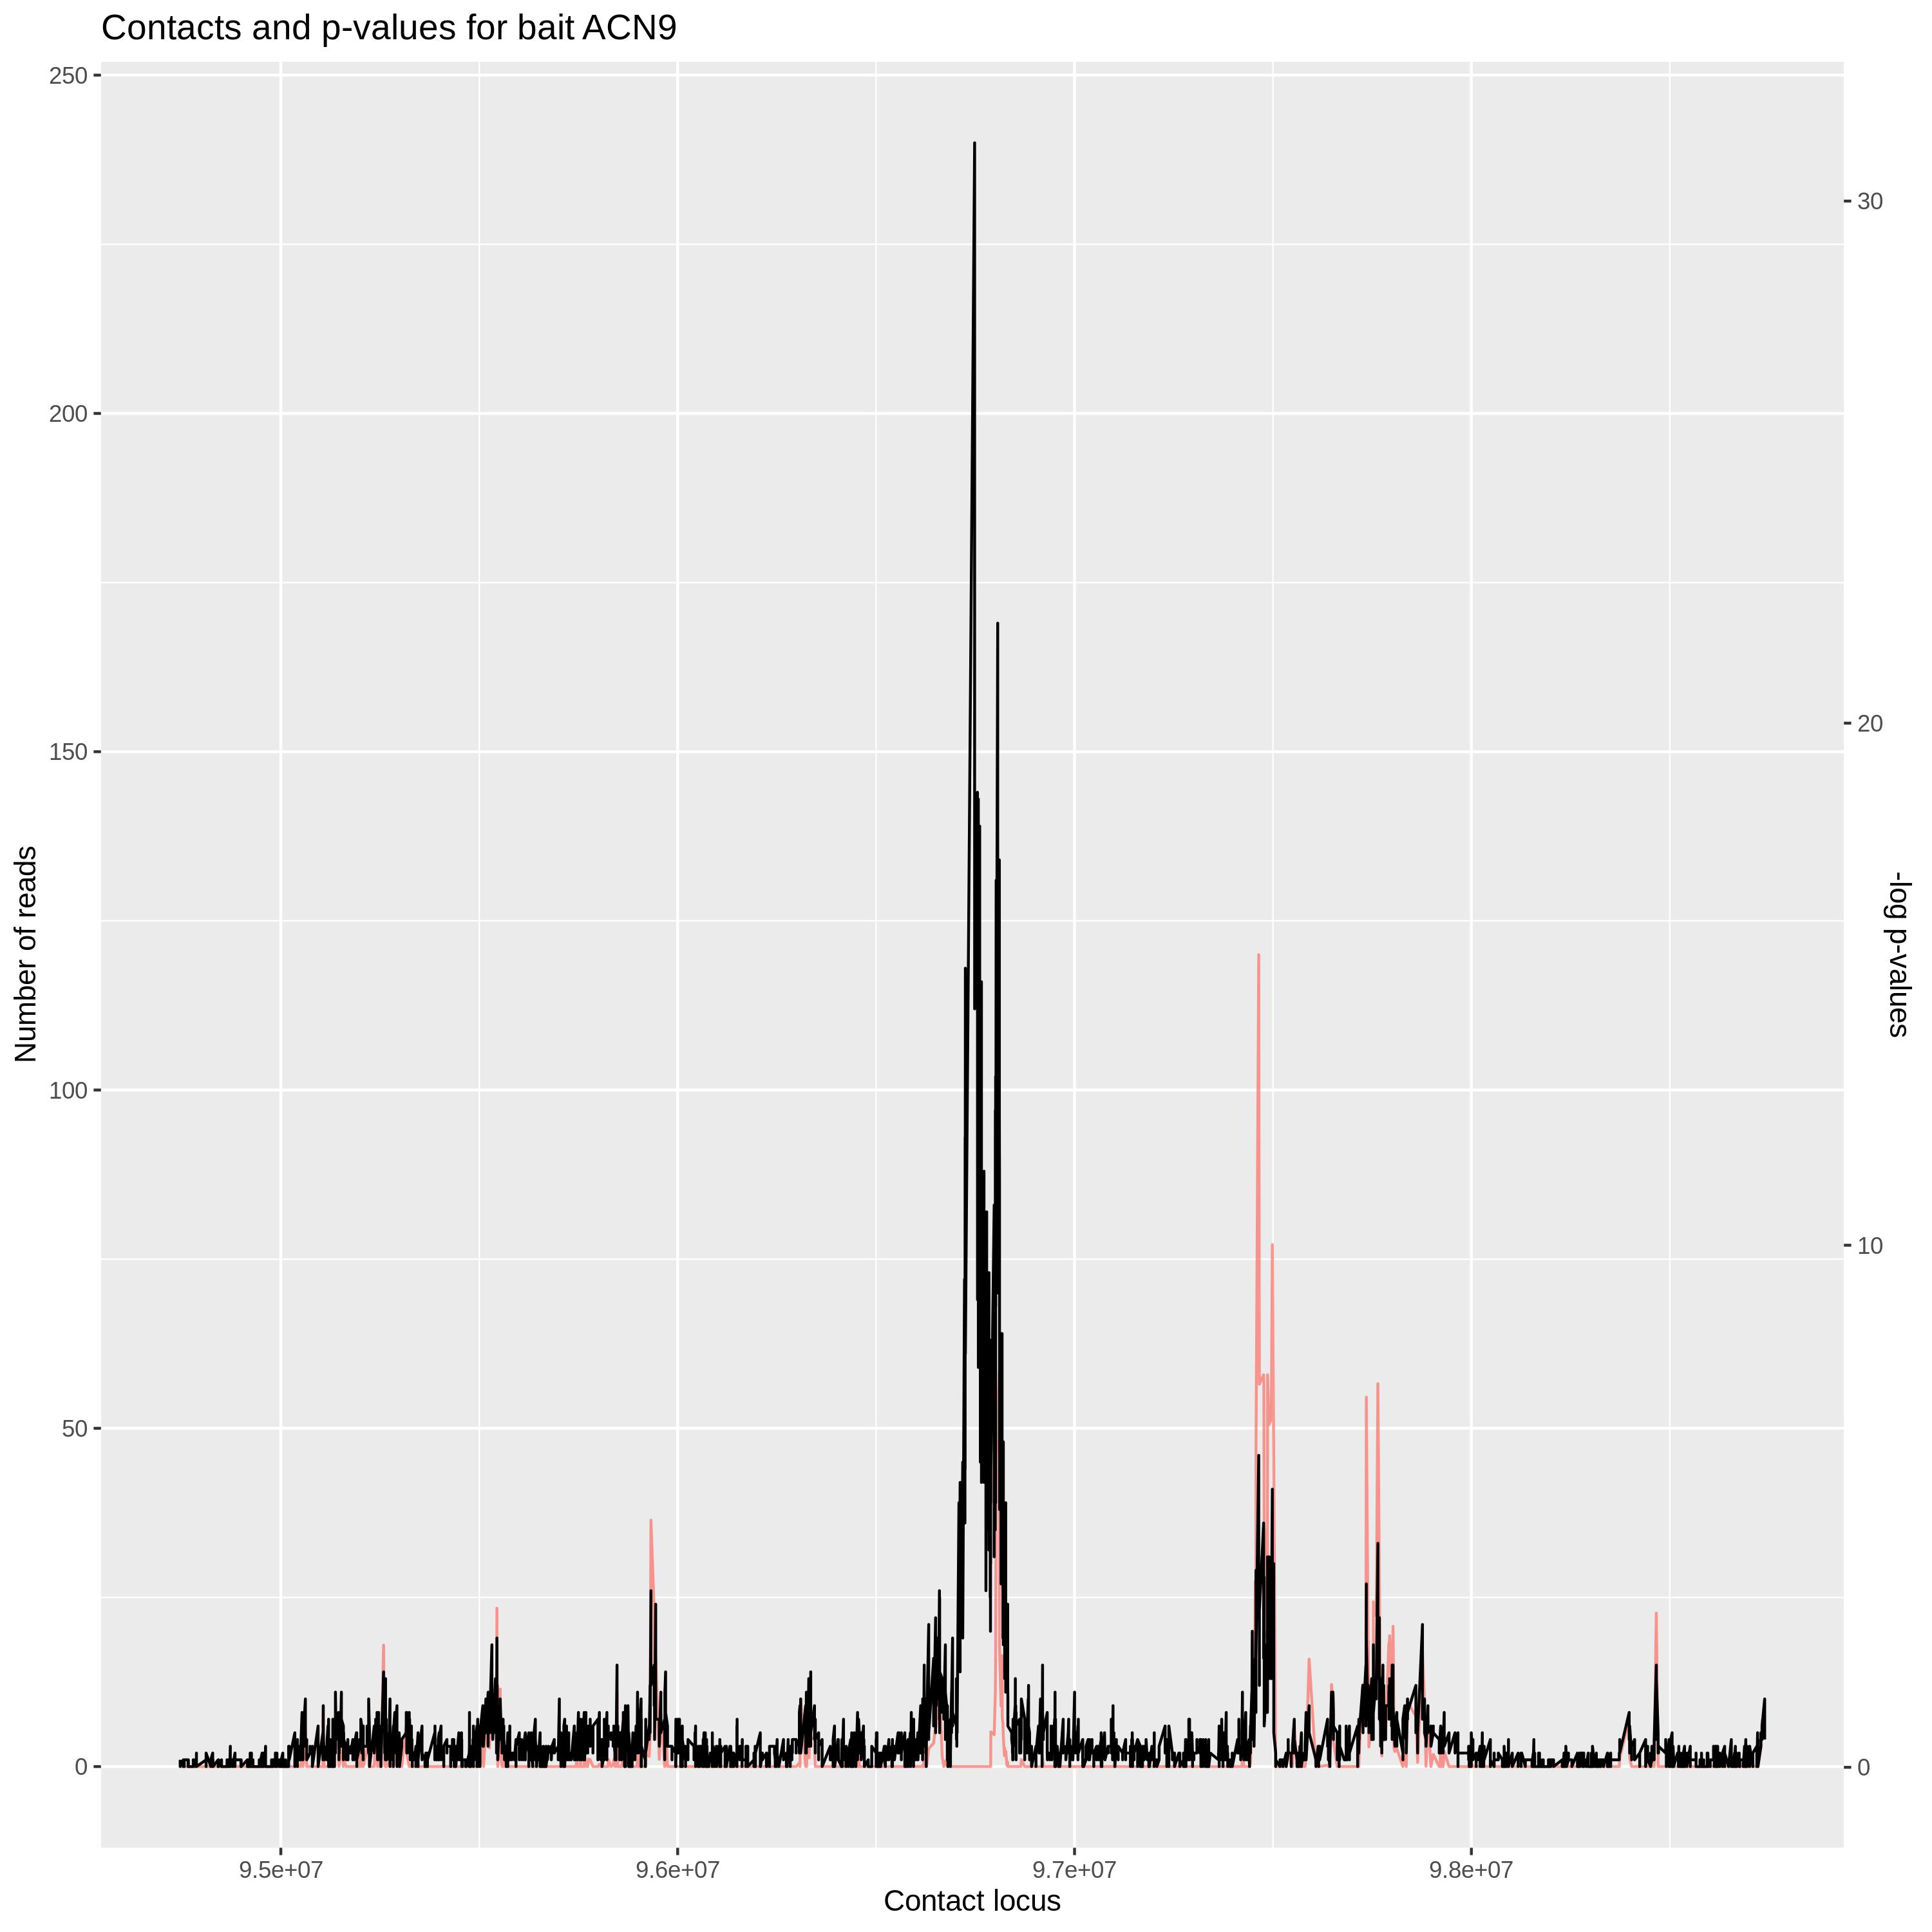 Contacts and p-values for bait ACN9
250
200
150
100
50
0
Number of reads
30
20
10
0
-log p-values
9.5e+07 9.6e+07 9.7e+07 9.8e+07
Contact locus